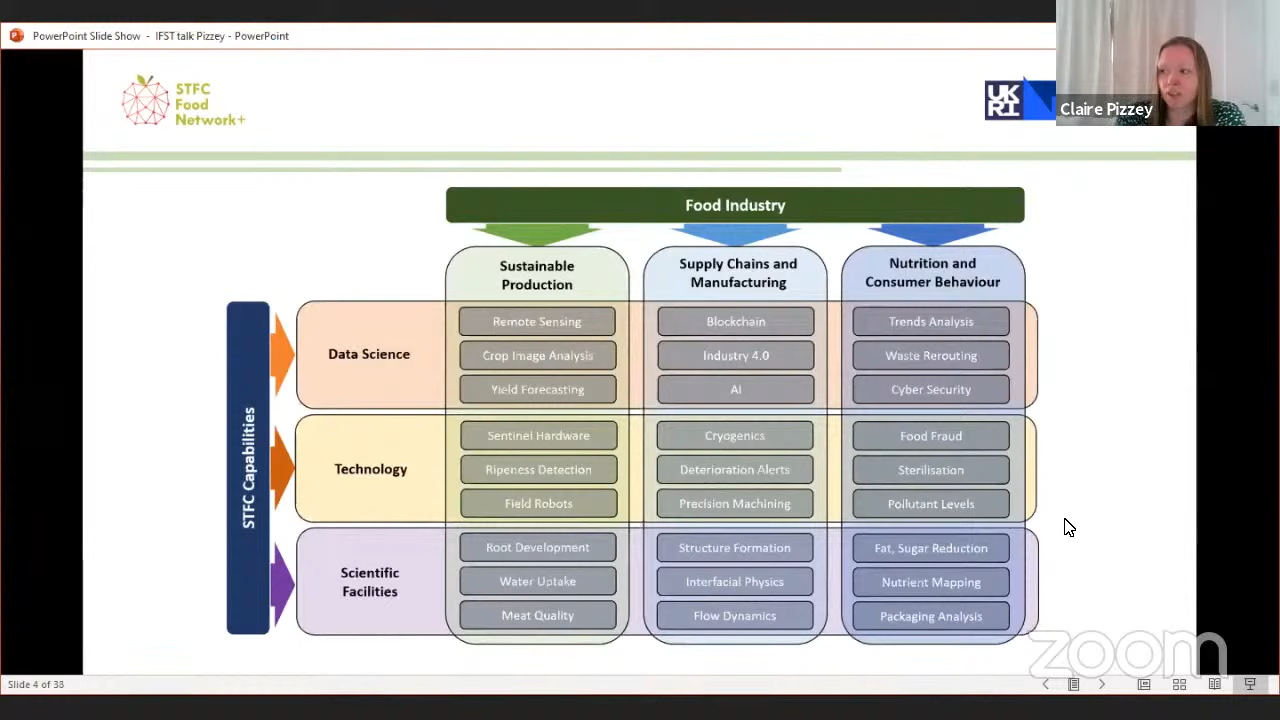 PowerPoint Slide Show - IFST talk Pizzey - PowerPoint
STFC
Food
Network+
UK
RI
Claire Pizzey
Food Industry
Sustainable
Production
Supply Chains and
Manufacturing
Nutrition and
Consumer Behaviour
STFC Capabilities
Data Science
Remote Sensing
Blockchain
Trends Analysis
Crop Image Analysis
Industry 4.0
Waste Rerouting
Yield Forecasting
AI
Cyber Security
Technology
Sentinel Hardware
Cryogenics
Food Fraud
Ripeness Detection
Deterioration Alerts
Sterilisation
Field Robots
Precision Machining
Pollutant Levels
Scientific
Facilities
Root Development
Structure Formation
Fat, Sugar Reduction
Water Uptake
Interfacial Physics
Nutrient Mapping
Meat Quality
Flow Dynamics
Packaging Analysis
zoom
Slide 4 of 33